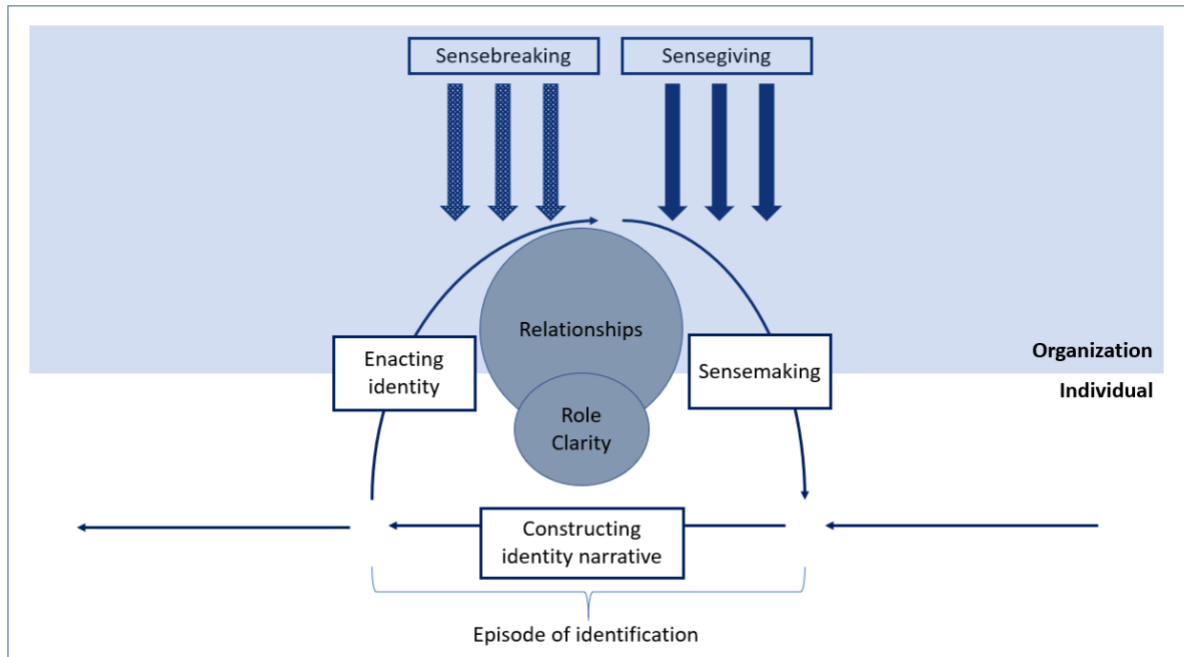 Sensebreaking
Sensegiving
Relationships
Enacting
identity
Sensemaking
Organization
Individual
Role
Clarity
Constructing
identity narrative
Episode of identification